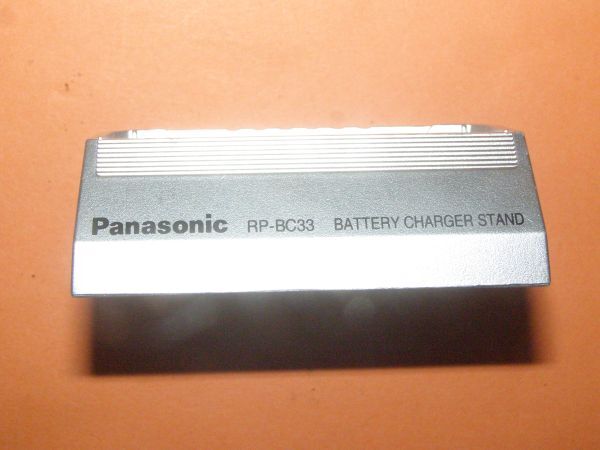 Panasonic RP-BC33 BATTERY CHARGER STAND